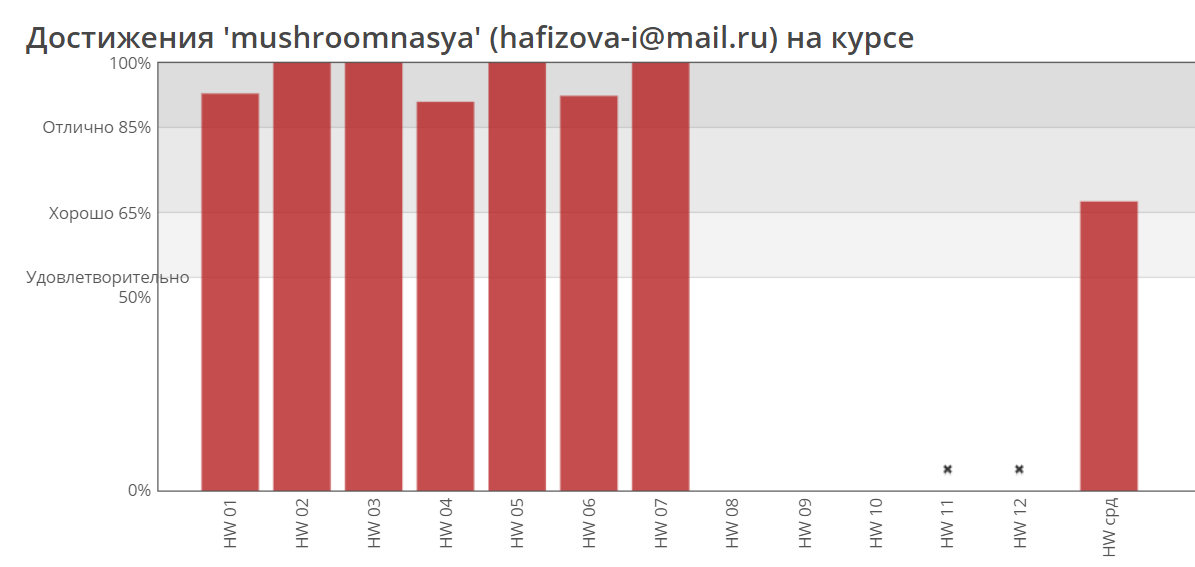 Достижения 'mushroomnasya' (hafizova-i@mail.ru) на курсе
100%
Отлично 85%
Хорошо 65%
Удовлетворительно
50%
0%
HW 01
HW 02
HW 03
HW 04
HW 05
HW 06
HW 07
HW 08
HW 09
HW 10
HW 11
HW 12
HW срд